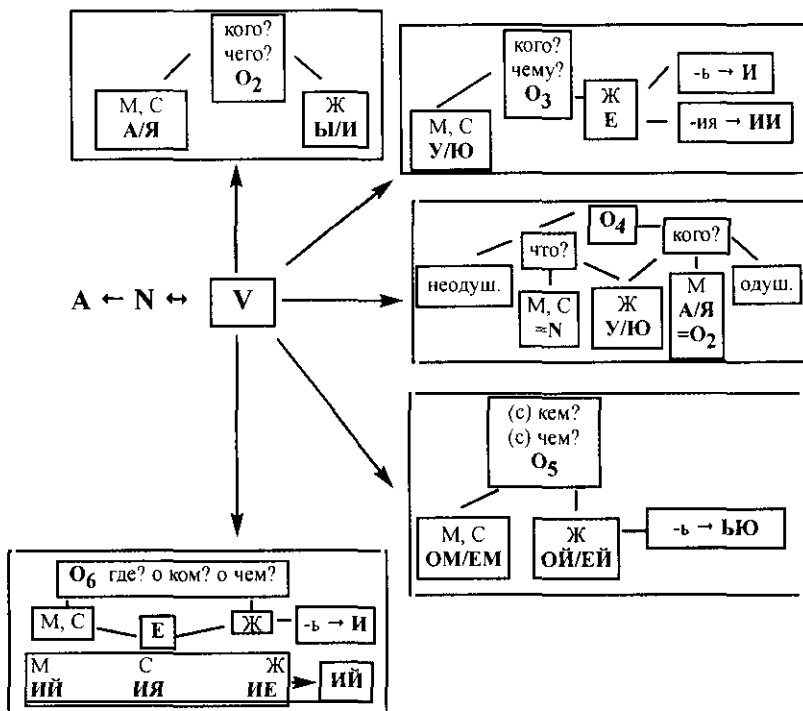 кого?
чего?
O2
М, С
А/Я
Ж
Ы/И
кого?
чему?
O3
М, С
У/Ю
Ж
Е
-ь → И
-ия → ИИ
O4
что?
кого?
неодуш.
М, С
=N
Ж
У/Ю
М
А/Я
=O2
одуш.
A ← N ↔ V
(с) кем?
(с) чем?
O5
М, С
ОМ/ЕМ
Ж
ОЙ/ЕЙ
-ь → ЬЮ
O6 где? о ком? о чем?
М, С
Е
Ж
-ь → И
М С Ж
ИЙ ИЯ ИЕ
ИЙ